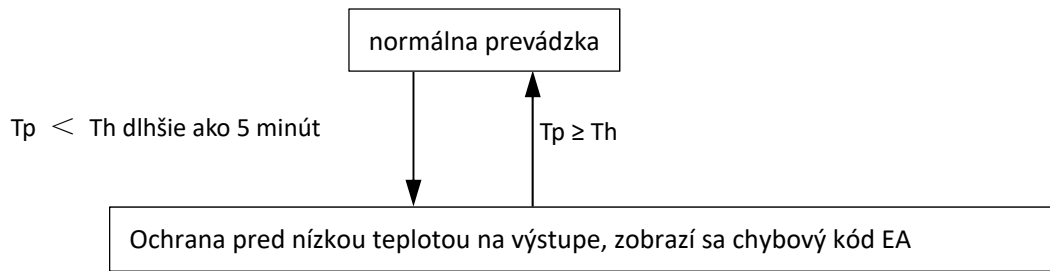 normálna prevádzka
Tp < Th dlhšie ako 5 minút
Tp ≥ Th
Ochrana pred nízkou teplotou na výstupe, zobrazí sa chybový kód EA